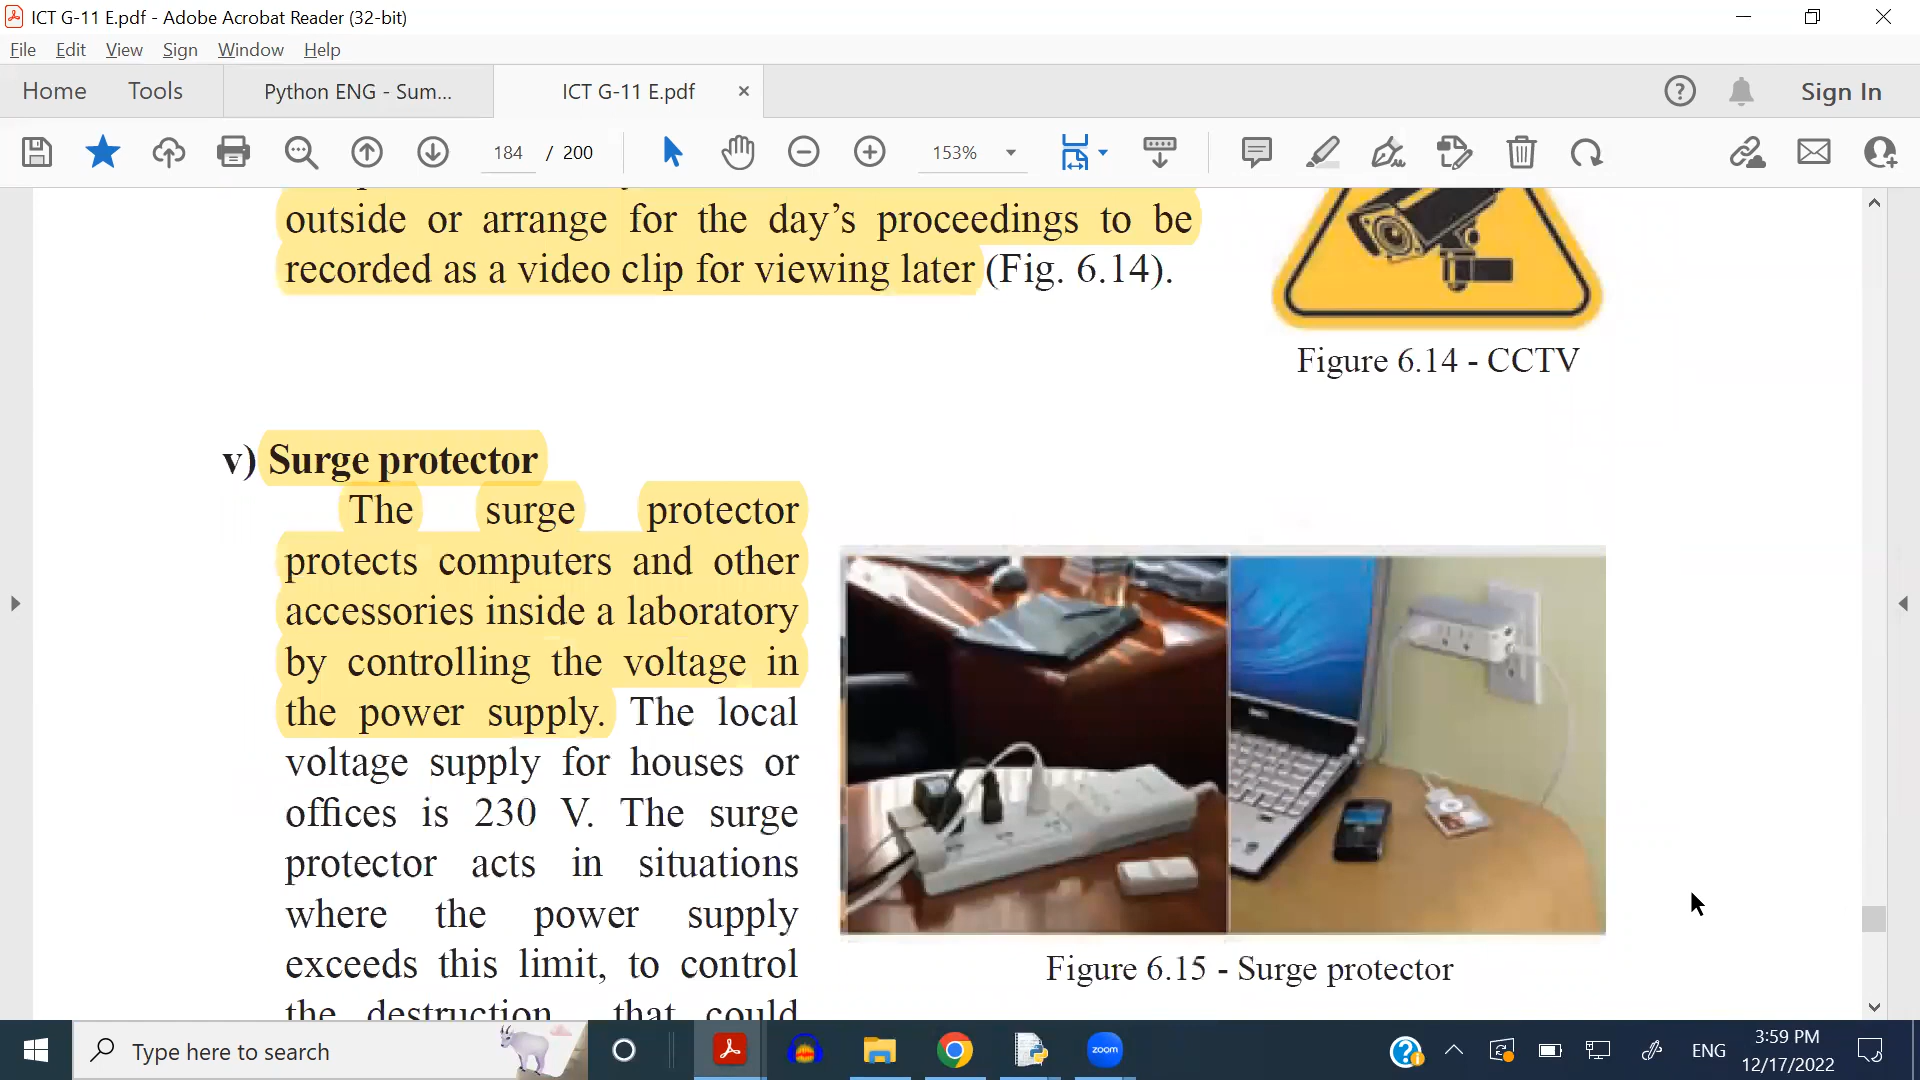 ICT G-11 E.pdf - Adobe Acrobat Reader (32-bit)
File Edit View Sign Window Help
Home Tools Python ENG - Sum... ICT G-11 E.pdf × Sign In
184 / 200 153%
outside or arrange for the day's proceedings to be
recorded as a video clip for viewing later (Fig. 6.14).
Figure 6.14 - CCTV
v) Surge protector
The surge protector
protects computers and other
accessories inside a laboratory
by controlling the voltage in
the power supply. The local
voltage supply for houses or
offices is 230 V. The surge
protector acts in situations
where the power supply
exceeds this limit, to control
the destruction that could
Figure 6.15 - Surge protector
Type here to search
zoom
ENG
3:59 PM
12/17/2022